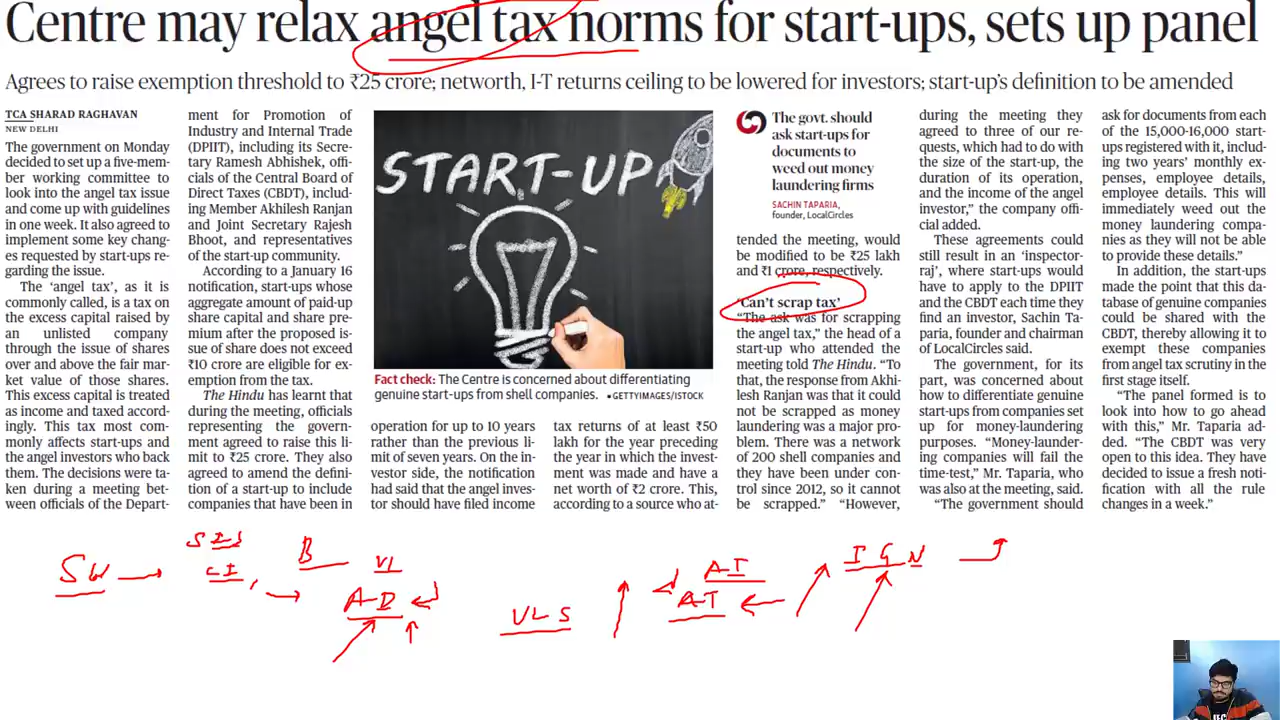 Centre may relax angel tax norms for start-ups, sets up panel
Agrees to raise exemption threshold to ₹25 crore; networth, I-T returns ceiling to be lowered for investors; start-up's definition to be amended
TCA SHARAD RAGHAVAN
NEW DELHI
The government on Monday
decided to set up a five-mem-
ber working committee to
look into the angel tax issue
and come up with guidelines
in one week. It also agreed to
implement some key chang-
es requested by start-ups re-
garding the issue.
The 'angel tax', as it is
commonly called, is a tax on
the excess capital raised by
an unlisted company
through the issue of shares
over and above the fair mar-
ket value of those shares.
This excess capital is treated
as income and taxed accord-
ingly. This tax most com-
monly affects start-ups and
the angel investors who back
them. The decisions were ta-
ken during a meeting bet-
ween officials of the Depart-
ment for Promotion of
Industry and Internal Trade
(DPIIT), including its Secre-
tary Ramesh Abhishek, offi-
cials of the Central Board of
Direct Taxes (CBDT), includ-
ing Member Akhilesh Ranjan
and Joint Secretary Rajesh
Bhoot, and representatives
of the start-up community.
According to a January 16
notification, start-ups whose
aggregate amount of paid-up
share capital and share pre-
mium after the proposed is-
sue of share does not exceed
₹10 crore are eligible for ex-
emption from the tax.
The Hindu has learnt that
during the meeting, officials
representing the govern-
ment agreed to raise this li-
mit to ₹25 crore. They also
agreed to amend the defini-
tion of a start-up to include
companies that have been in
START-UP
Fact check: The Centre is concerned about differentiating
genuine start-ups from shell companies. ▪GETTYIMAGES/ISTOCK
operation for up to 10 years
rather than the previous li-
mit of seven years. On the in-
vestor side, the notification
had said that the angel inves-
tor should have filed income
tax returns of at least ₹50
lakh for the year preceding
the year in which the invest-
ment was made and have a
net worth of ₹2 crore. This,
according to a source who at-
The govt. should
ask start-ups for
documents to
weed out money
laundering firms
SACHIN TAPARIA,
founder, LocalCircles
tended the meeting, would
be modified to be ₹25 lakh
and ₹1 crore, respectively.
'Can't scrap tax'
"The ask was for scrapping
the angel tax," the head of a
start-up who attended the
meeting told The Hindu. "To
that, the response from Akhi-
lesh Ranjan was that it could
not be scrapped as money
laundering was a major pro-
blem. There was a network
of 200 shell companies and
they have been under con-
trol since 2012, so it cannot
be scrapped." "However,
during the meeting they
agreed to three of our re-
quests, which had to do with
the size of the start-up, the
duration of its operation,
and the income of the angel
investor," the company offi-
cial added.
These agreements could
still result in an 'inspector-
raj', where start-ups would
have to apply to the DPIIT
and the CBDT each time they
find an investor, Sachin Ta-
paria, founder and chairman
of LocalCircles said.
The government, for its
part, was concerned about
how to differentiate genuine
start-ups from companies set
up for money-laundering
purposes. "Money-launder-
ing companies will fail the
time-test," Mr. Taparia, who
was also at the meeting, said.
"The government should
ask for documents from each
of the 15,000-16,000 start-
ups registered with it, includ-
ing two years' monthly ex-
penses, employee details,
employee details. This will
immediately weed out the
money laundering compa-
nies as they will not be able
to provide these details."
In addition, the start-ups
made the point that this da-
tabase of genuine companies
could be shared with the
CBDT, thereby allowing it to
exempt these companies
from angel tax scrutiny in the
first stage itself.
"The panel formed is to
look into how to go ahead
with this," Mr. Taparia ad-
ded. "The CBDT was very
open to this idea. They have
decided to issue a fresh noti-
fication with all the rule
changes in a week."
B
A-D
VLS
A-I
A-T
I G N